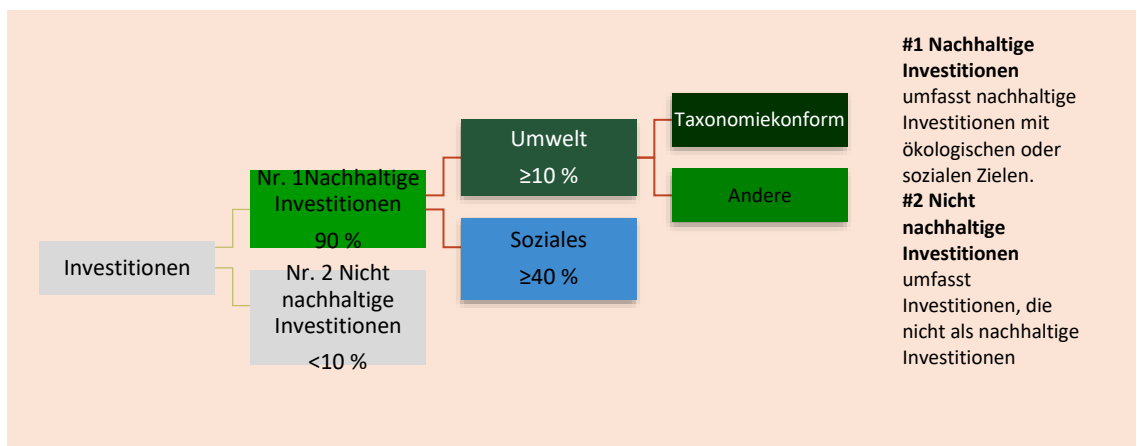 Investitionen
Nr. 1Nachhaltige
Investitionen
90 %
Nr. 2 Nicht
nachhaltige
Investitionen
<10 %
Umwelt
≥10 %
Soziales
≥40 %
Taxonomiekonform
Andere
#1 Nachhaltige
Investitionen
umfasst nachhaltige
Investitionen mit
ökologischen oder
sozialen Zielen.
#2 Nicht
nachhaltige
Investitionen
umfasst
Investitionen, die
nicht als nachhaltige
Investitionen